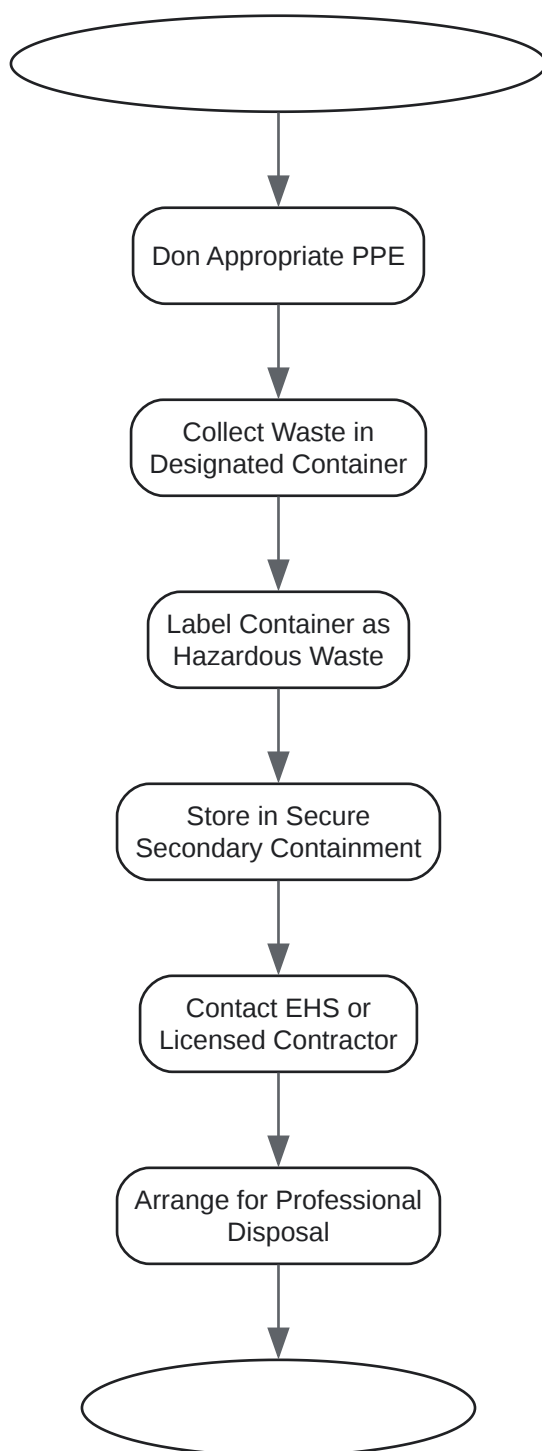 Don Appropriate PPE
Collect Waste in
Designated Container
Label Container as
Hazardous Waste
Store in Secure
Secondary Containment
Contact EHS or
Licensed Contractor
Arrange for Professional
Disposal